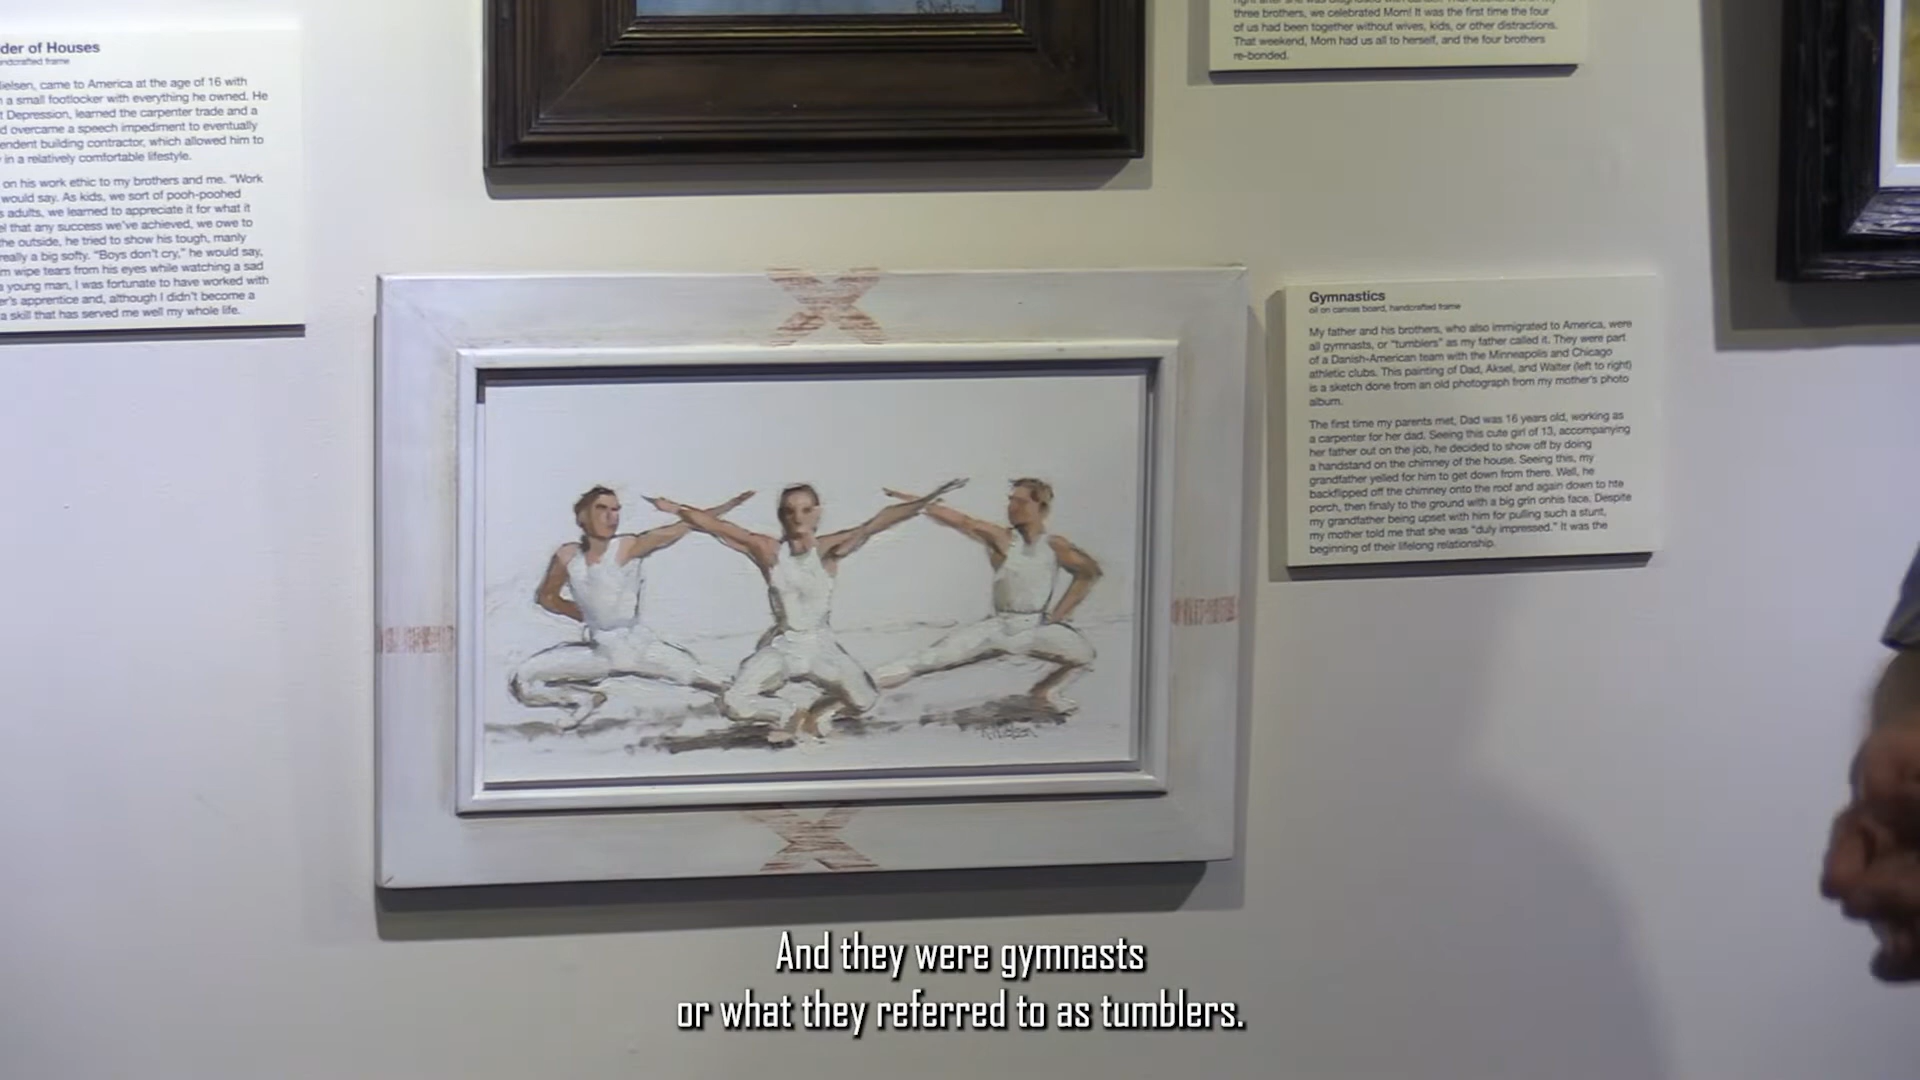 R. Nielsen
three brothers, we celebrated Mom! It was the first time the four
of us had been together without wives, kids, or other distractions.
That weekend, Mom had us all to herself, and the four brothers
re-bonded.
der of Houses
ndcrafted frame
ielsen, came to America at the age of 16 with
a small footlocker with everything he owned. He
t Depression, learned the carpenter trade and a
d overcame a speech impediment to eventually
endent building contractor, which allowed him to
in a relatively comfortable lifestyle.
on his work ethic to my brothers and me. "Work
would say. As kids, we sort of pooh-poohed
s adults, we learned to appreciate it for what it
el that any success we've achieved, we owe to
the outside, he tried to show his tough, manly
really a big softy. "Boys don't cry," he would say,
m wipe tears from his eyes while watching a sad
a young man, I was fortunate to have worked with
er's apprentice and, although I didn't become a
a skill that has served me well my whole life.
Gymnastics
oil on canvas board, handcrafted frame
My father and his brothers, who also immigrated to America, were
all gymnasts, or "tumblers" as my father called it. They were part
of a Danish-American team with the Minneapolis and Chicago
athletic clubs. This painting of Dad, Aksel, and Walter (left to right)
is a sketch done from an old photograph from my mother's photo
album.
The first time my parents met, Dad was 16 years old, working as
a carpenter for her dad. Seeing this cute girl of 13, accompanying
her father out on the job, he decided to show off by doing
a handstand on the chimney of the house. Seeing this, my
grandfather yelled for him to get down from there. Well, he
backflipped off the chimney onto the roof and again down to hte
porch, then finaly to the ground with a big grin onhis face. Despite
my grandfather being upset with him for pulling such a stunt,
my mother told me that she was "duly impressed." It was the
beginning of their lifelong relationship.
R. Nielsen
And they were gymnasts
or what they referred to as tumblers.